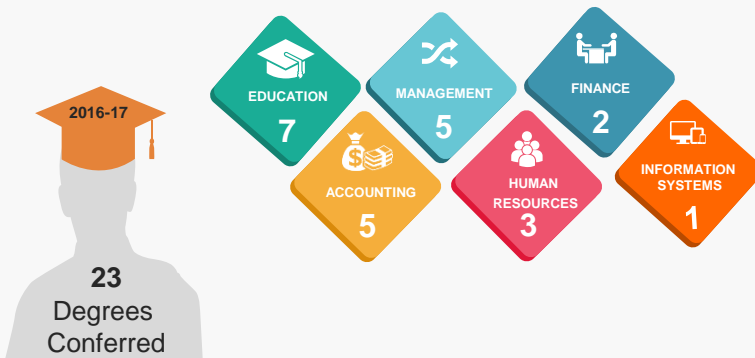 2016-17
23
Degrees
Conferred
EDUCATION
7
MANAGEMENT
5
FINANCE
2
ACCOUNTING
5
HUMAN
RESOURCES
3
INFORMATION
SYSTEMS
1
$